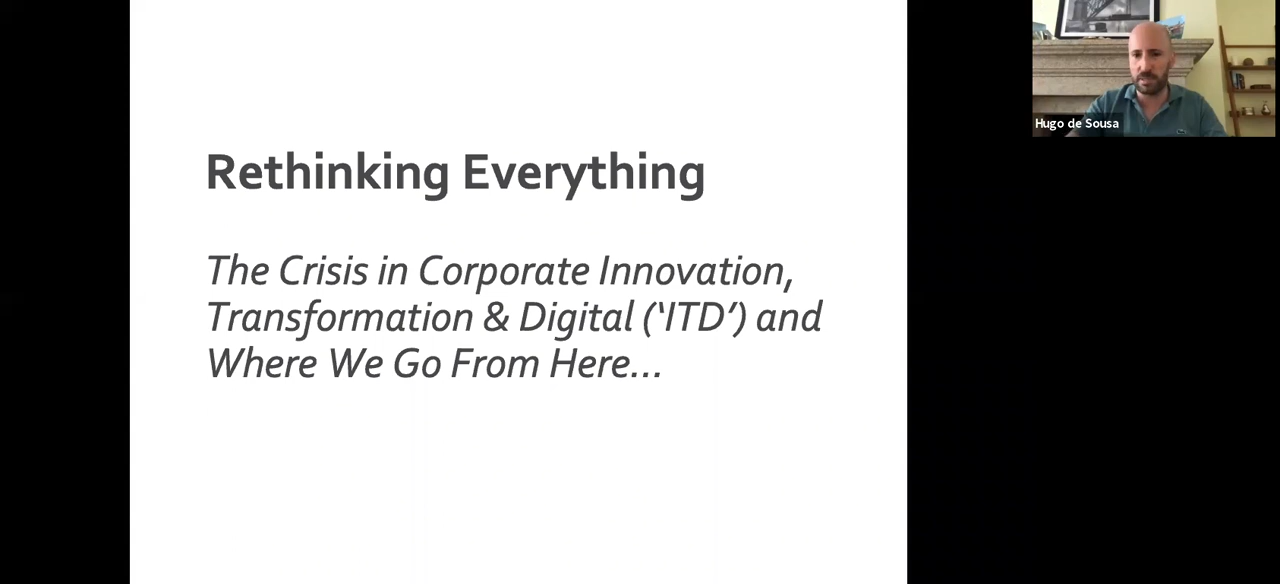 Rethinking Everything
The Crisis in Corporate Innovation,
Transformation & Digital (‘ITD’) and
Where We Go From Here…
Hugo de Sousa